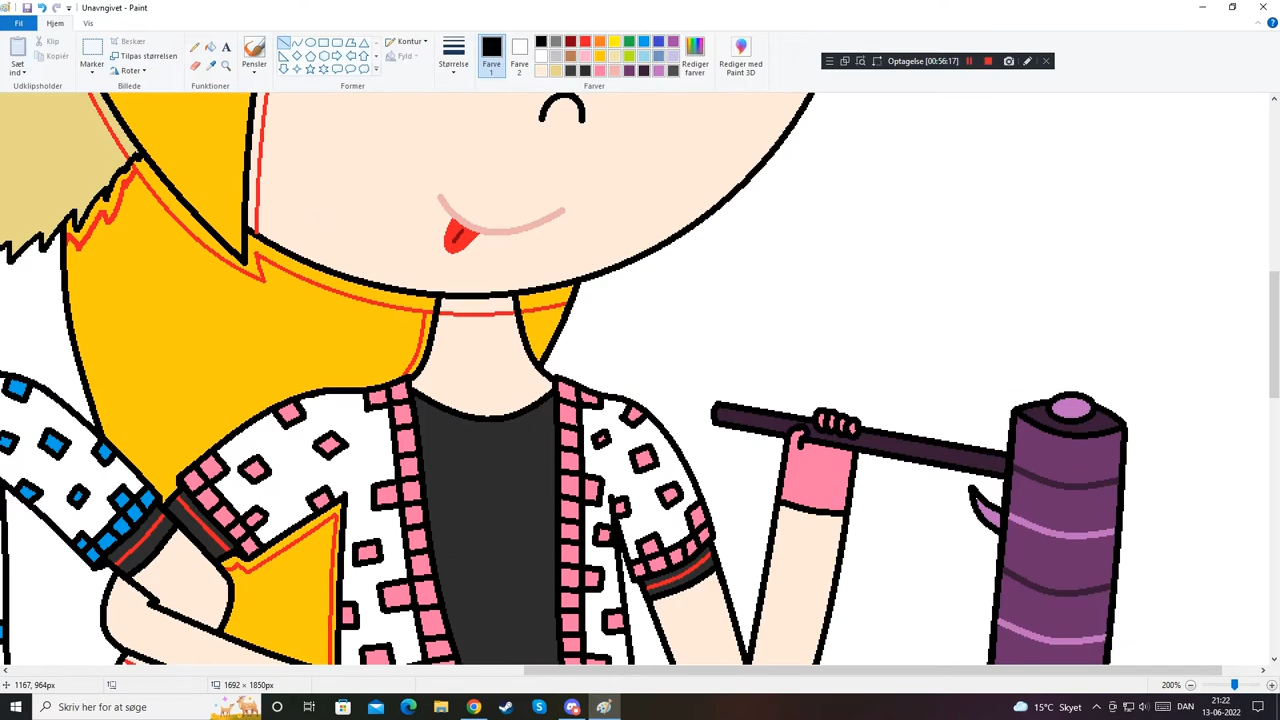 Unavngivet - Paint
Fil
Hjem
Vis
Sæt ind
Klip
Kopiér
Udklipsholder
Marker
Beskær
Tilpas størrelsen
Roter
Billede
Funktioner
Pensler
Kontur
Fyld
Former
Størrelse
Farve 1
Farve 2
Farver
Rediger farver
Rediger med Paint 3D
Optagelse [00:56:17]
1167, 964px
1692 × 1850px
200%
Skriv her for at søge
15°C Skyet
DAN
21:22
13-06-2022